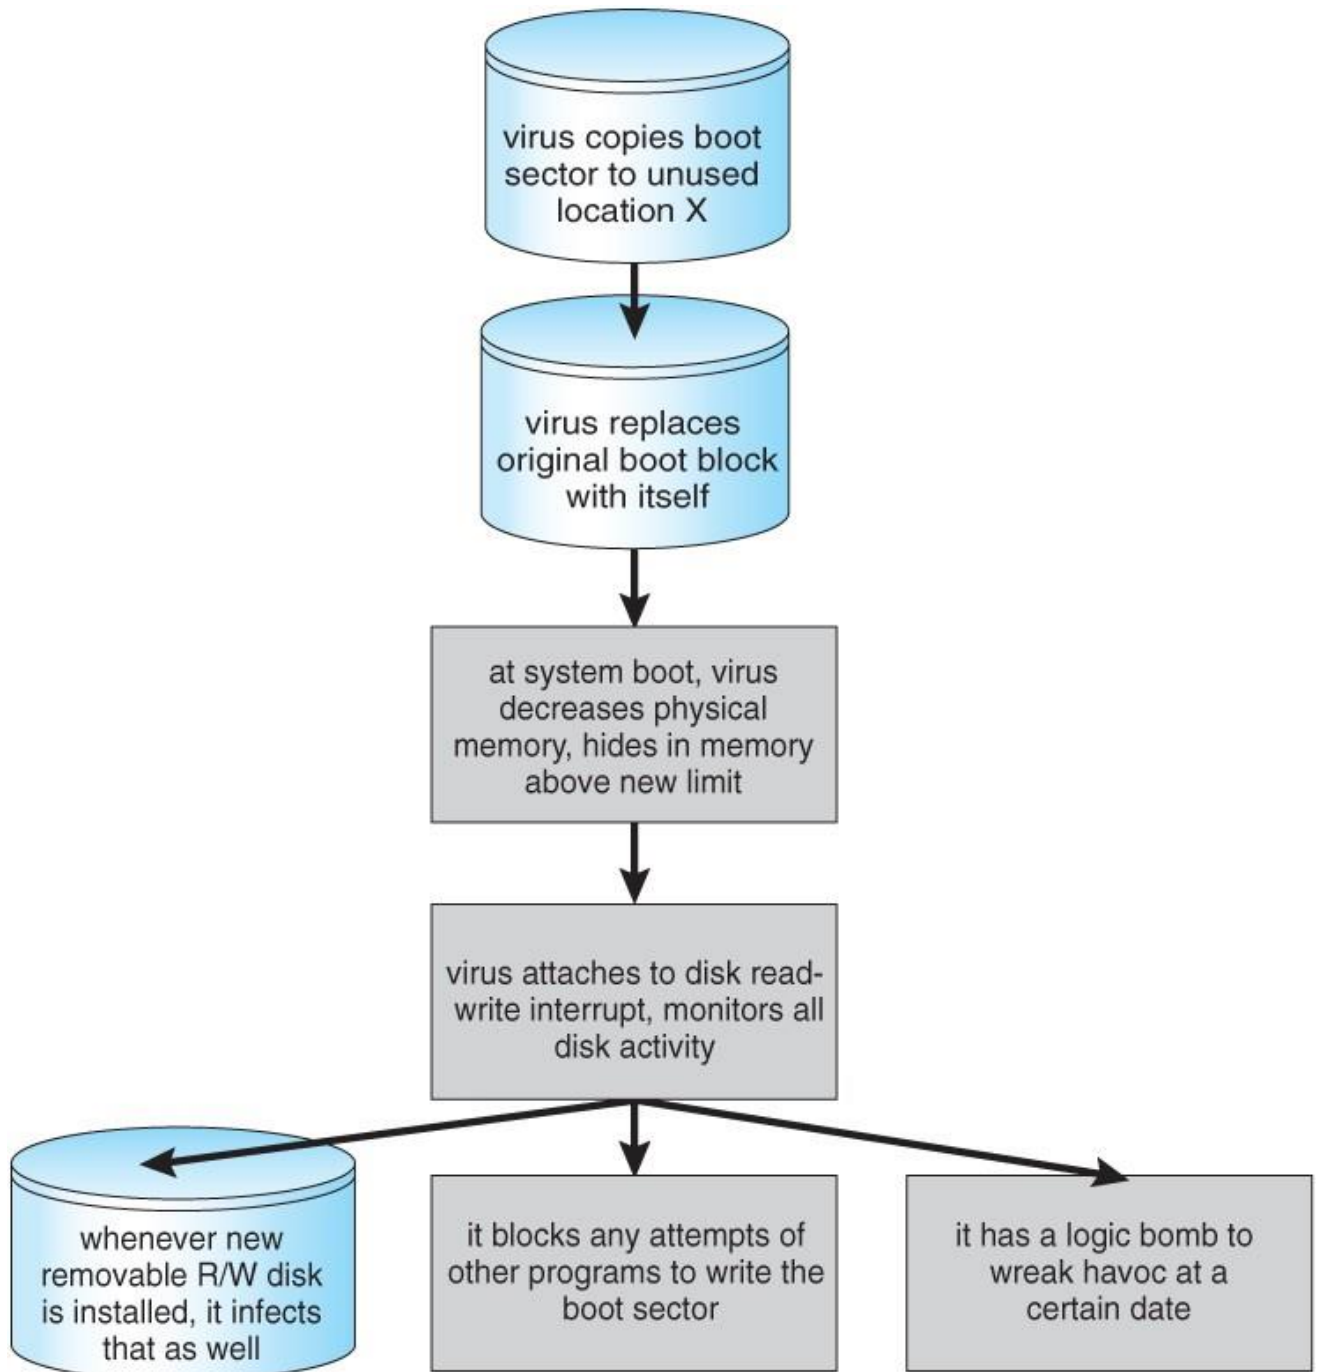 virus copies boot
sector to unused
location X
virus replaces
original boot block
with itself
at system boot, virus
decreases physical
memory, hides in memory
above new limit
virus attaches to disk read-
write interrupt, monitors all
disk activity
whenever new
removable R/W disk
is installed, it infects
that as well
it blocks any attempts of
other programs to write the
boot sector
it has a logic bomb to
wreak havoc at a
certain date